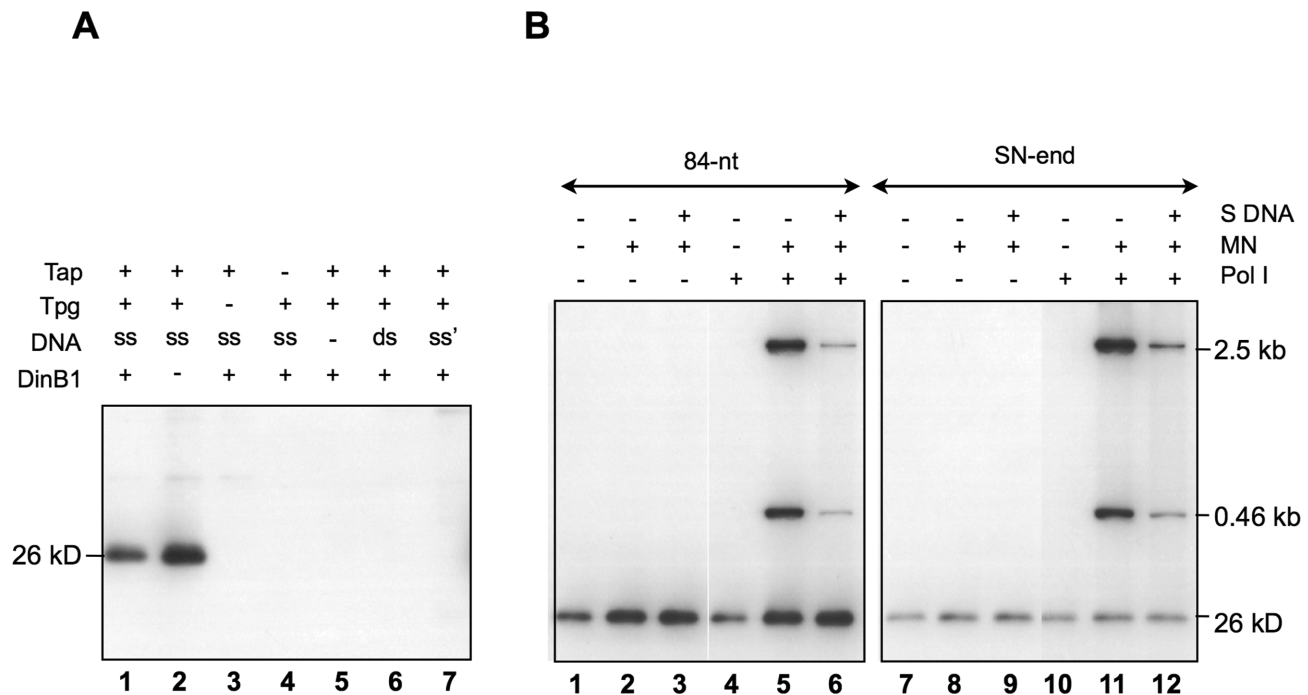 A
Tap + + + - + + +
Tpg + + - + + + +
DNA ss ss ss ss - ds ss’
DinB1 + - + + + + +
26 kD
1 2 3 4 5 6 7
B
84-nt SN-end
- - + - - + - - + - - + S DNA
- + + - + + - + + - + + MN
- - - + + + - - - + + + Pol I
2.5 kb
0.46 kb
26 kD
1 2 3 4 5 6 7 8 9 10 11 12